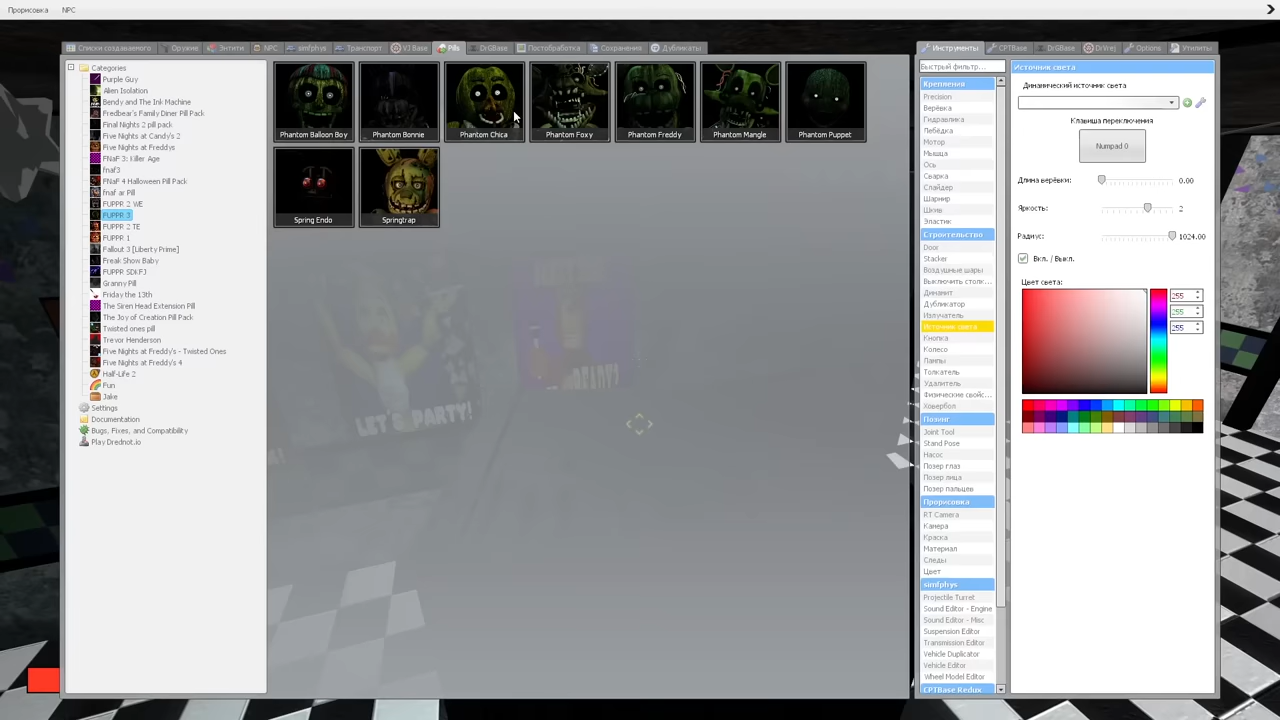 Прорисовка NPC
Списки создаваемого Оружие Энтити NPC simfphys Транспорт VJ Base Pills DrGBase Постобработка Сохранения Дубликаты
Categories
Purple Guy
Alien Isolation
Bendy and The Ink Machine
Fredbear's Family Diner Pill Pack
Final Nights 2 pill pack
Five Nights at Candy's 2
Five Nights at Freddys
FNaF 3: Killer Age
fnaf3
FNaF 4 Halloween Pill Pack
fnaf ar Pill
FUPPR 2 WE
FUPPR 3
FUPPR 2 TE
FUPPR 1
Fallout 3 [Liberty Prime]
Freak Show Baby
FUPPR SDLFJ
Granny Pill
Friday the 13th
The Siren Head Extension Pill
The Joy of Creation Pill Pack
Twisted ones pill
Trevor Henderson
Five Nights at Freddy's - Twisted Ones
Five Nights at Freddy's 4
Half-Life 2
Fun
Jake
Settings
Documentation
Bugs, Fixes, and Compatibility
Play Drednot.io
Phantom Balloon Boy Phantom Bonnie Phantom Chica Phantom Foxy Phantom Freddy Phantom Mangle Phantom Puppet
Spring Endo Springtrap
PARTY!
Инструменты CPTBase DrGBase DrVrej Options Утилиты
Быстрый фильтр...
Крепления
Precision
Верёвка
Гидравлика
Лебёдка
Мотор
Мышца
Ось
Сварка
Слайдер
Шарнир
Шкив
Эластик
Строительство
Door
Stacker
Воздушные шары
Выключить столк...
Динамит
Дубликатор
Излучатель
Источник света
Кнопка
Колесо
Лампы
Толкатель
Удалитель
Физические свойс...
Ховербол
Позинг
Joint Tool
Stand Pose
Насос
Позер глаз
Позер лица
Позер пальцев
Прорисовка
RT Camera
Камера
Краска
Материал
Следы
Цвет
simfphys
Projectile Turret
Sound Editor - Engine
Sound Editor - Misc
Suspension Editor
Transmission Editor
Vehicle Duplicator
Vehicle Editor
Wheel Model Editor
CPTBase Redux
Источник света
Динамический источник света
Клавиша переключения
Numpad 0
Длина верёвки: 0.00
Яркость: 2
Радиус: 1024.00
Вкл. / Выкл.
Цвет света:
255
255
255